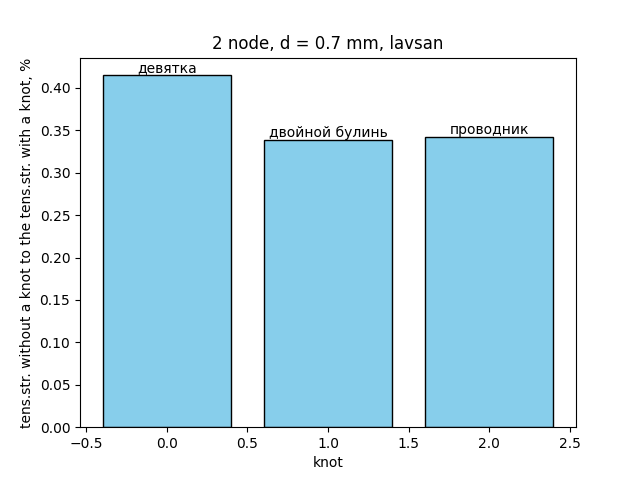 2 node, d = 0.7 mm, lavsan
tens.str. without a knot to the tens.str. with a knot, %
0.40
0.35
0.30
0.25
0.20
0.15
0.10
0.05
0.00
девятка
двойной булинь
проводник
−0.5
0.0
0.5
1.0
1.5
2.0
2.5
knot